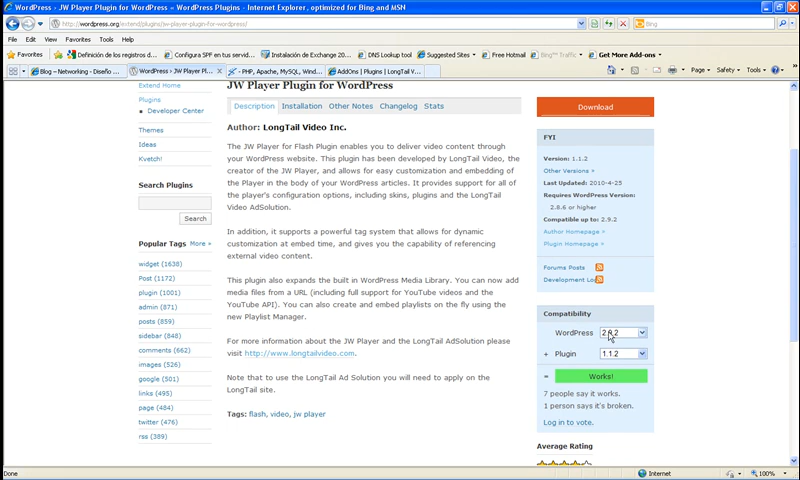 WordPress › JW Player Plugin for WordPress « WordPress Plugins - Internet Explorer, optimized for Bing and MSN
http://wordpress.org/extend/plugins/jw-player-plugin-for-wordpress/
Bing
File Edit View Favorites Tools Help
Favorites Definición de los registros d... Configura SPF en tus servid... Instalación de Exchange 20... DNS Lookup tool Suggested Sites Free Hotmail Bing™ Traffic Get More Add-ons
Blog – Networking - Diseño ... WordPress › JW Player Pl... - PHP, Apache, MySQL, Wind... AddOns | Plugins | LongTail V...
Page Safety Tools
Extend Home
Plugins
Developer Center
Themes
Ideas
Kvetch!
Search Plugins
Search
Popular Tags More »
widget (1638)
Post (1172)
plugin (1001)
admin (871)
posts (859)
sidebar (848)
comments (662)
images (556)
google (501)
links (495)
page (484)
twitter (476)
rss (389)
JW Player Plugin for WordPress
Description Installation Other Notes Changelog Stats
Author: LongTail Video Inc.
The JW Player for Flash Plugin enables you to deliver video content through
your WordPress website. This plugin has been developed by LongTail Video, the
creator of the JW Player, and allows for easy customization and embedding of
the Player in the body of your WordPress articles. It provides support for all of
the player's configuration options, including skins, plugins and the LongTail
Video AdSolution.
In addition, it supports a powerful tag system that allows for dynamic
customization at embed time, and gives you the capability of referencing
external video content.
This plugin also expands the built in WordPress Media Library. You can now add
media files from a URL (including full support for YouTube videos and the
YouTube API). You can also create and embed playlists on the fly using the
new Playlist Manager.
For more information about the JW Player and the LongTail AdSolution please
visit http://www.longtailvideo.com.
Note that to use the LongTail Ad Solution you will need to apply on the
LongTail site.
Tags: flash, video, jw player
Download
FYI
Version: 1.1.2
Other Versions »
Last Updated: 2010-4-25
Requires WordPress Version:
2.8.6 or higher
Compatible up to: 2.9.2
Author Homepage »
Plugin Homepage »
Forums Posts
Development Log
Compatibility
WordPress 2.9.2
+ Plugin 1.1.2
= Works!
7 people say it works.
1 person says it's broken.
Log in to vote.
Average Rating
Done Internet 100%